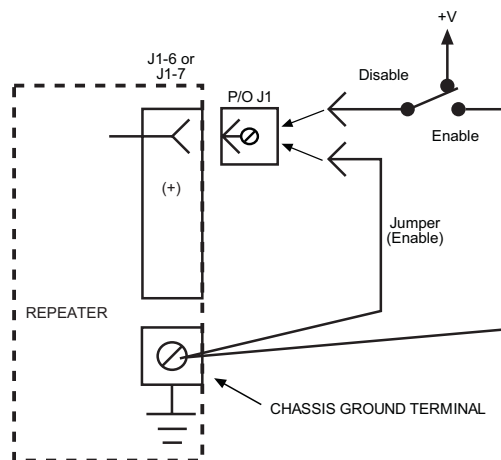 +V
J1-6 or
J1-7
Disable
P/O J1
Enable
(+)
Jumper
(Enable)
REPEATER
CHASSIS GROUND TERMINAL